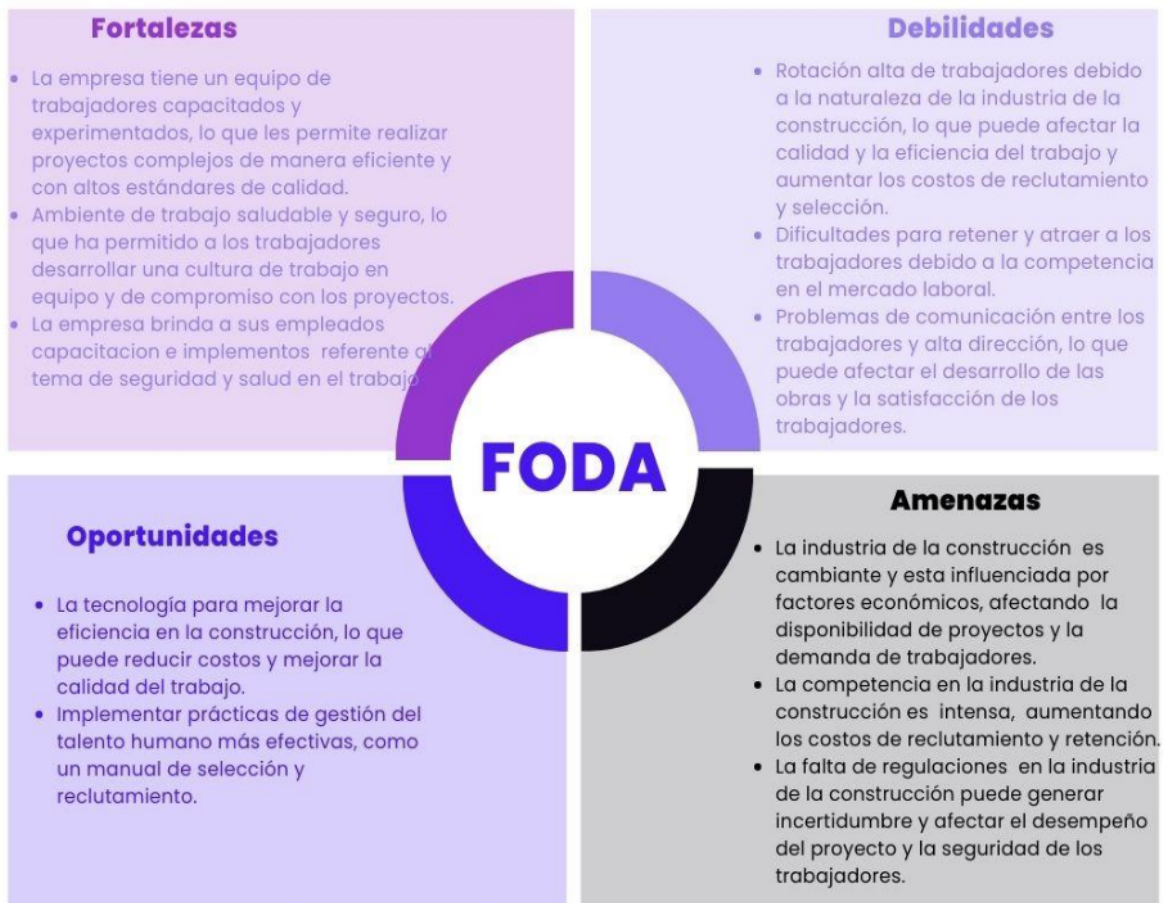 Fortalezas
• La empresa tiene un equipo de
trabajadores capacitados y
experimentados, lo que les permite realizar
proyectos complejos de manera eficiente y
con altos estándares de calidad.
• Ambiente de trabajo saludable y seguro, lo
que ha permitido a los trabajadores
desarrollar una cultura de trabajo en
equipo y de compromiso con los proyectos.
• La empresa brinda a sus empleados
capacitacion e implementos referente al
tema de seguridad y salud en el trabajo
Debilidades
• Rotación alta de trabajadores debido
a la naturaleza de la industria de la
construcción, lo que puede afectar la
calidad y la eficiencia del trabajo y
aumentar los costos de reclutamiento
y selección.
• Dificultades para retener y atraer a los
trabajadores debido a la competencia
en el mercado laboral.
• Problemas de comunicación entre los
trabajadores y alta dirección, lo que
puede afectar el desarrollo de las
obras y la satisfacción de los
trabajadores.
FODA
Oportunidades
• La tecnología para mejorar la
eficiencia en la construcción, lo que
puede reducir costos y mejorar la
calidad del trabajo.
• Implementar prácticas de gestión del
talento humano más efectivas, como
un manual de selección y
reclutamiento.
Amenazas
• La industria de la construcción es
cambiante y esta influenciada por
factores económicos, afectando la
disponibilidad de proyectos y la
demanda de trabajadores.
• La competencia en la industria de la
construcción es intensa, aumentando
los costos de reclutamiento y retención.
• La falta de regulaciones en la industria
de la construcción puede generar
incertidumbre y afectar el desempeño
del proyecto y la seguridad de los
trabajadores.